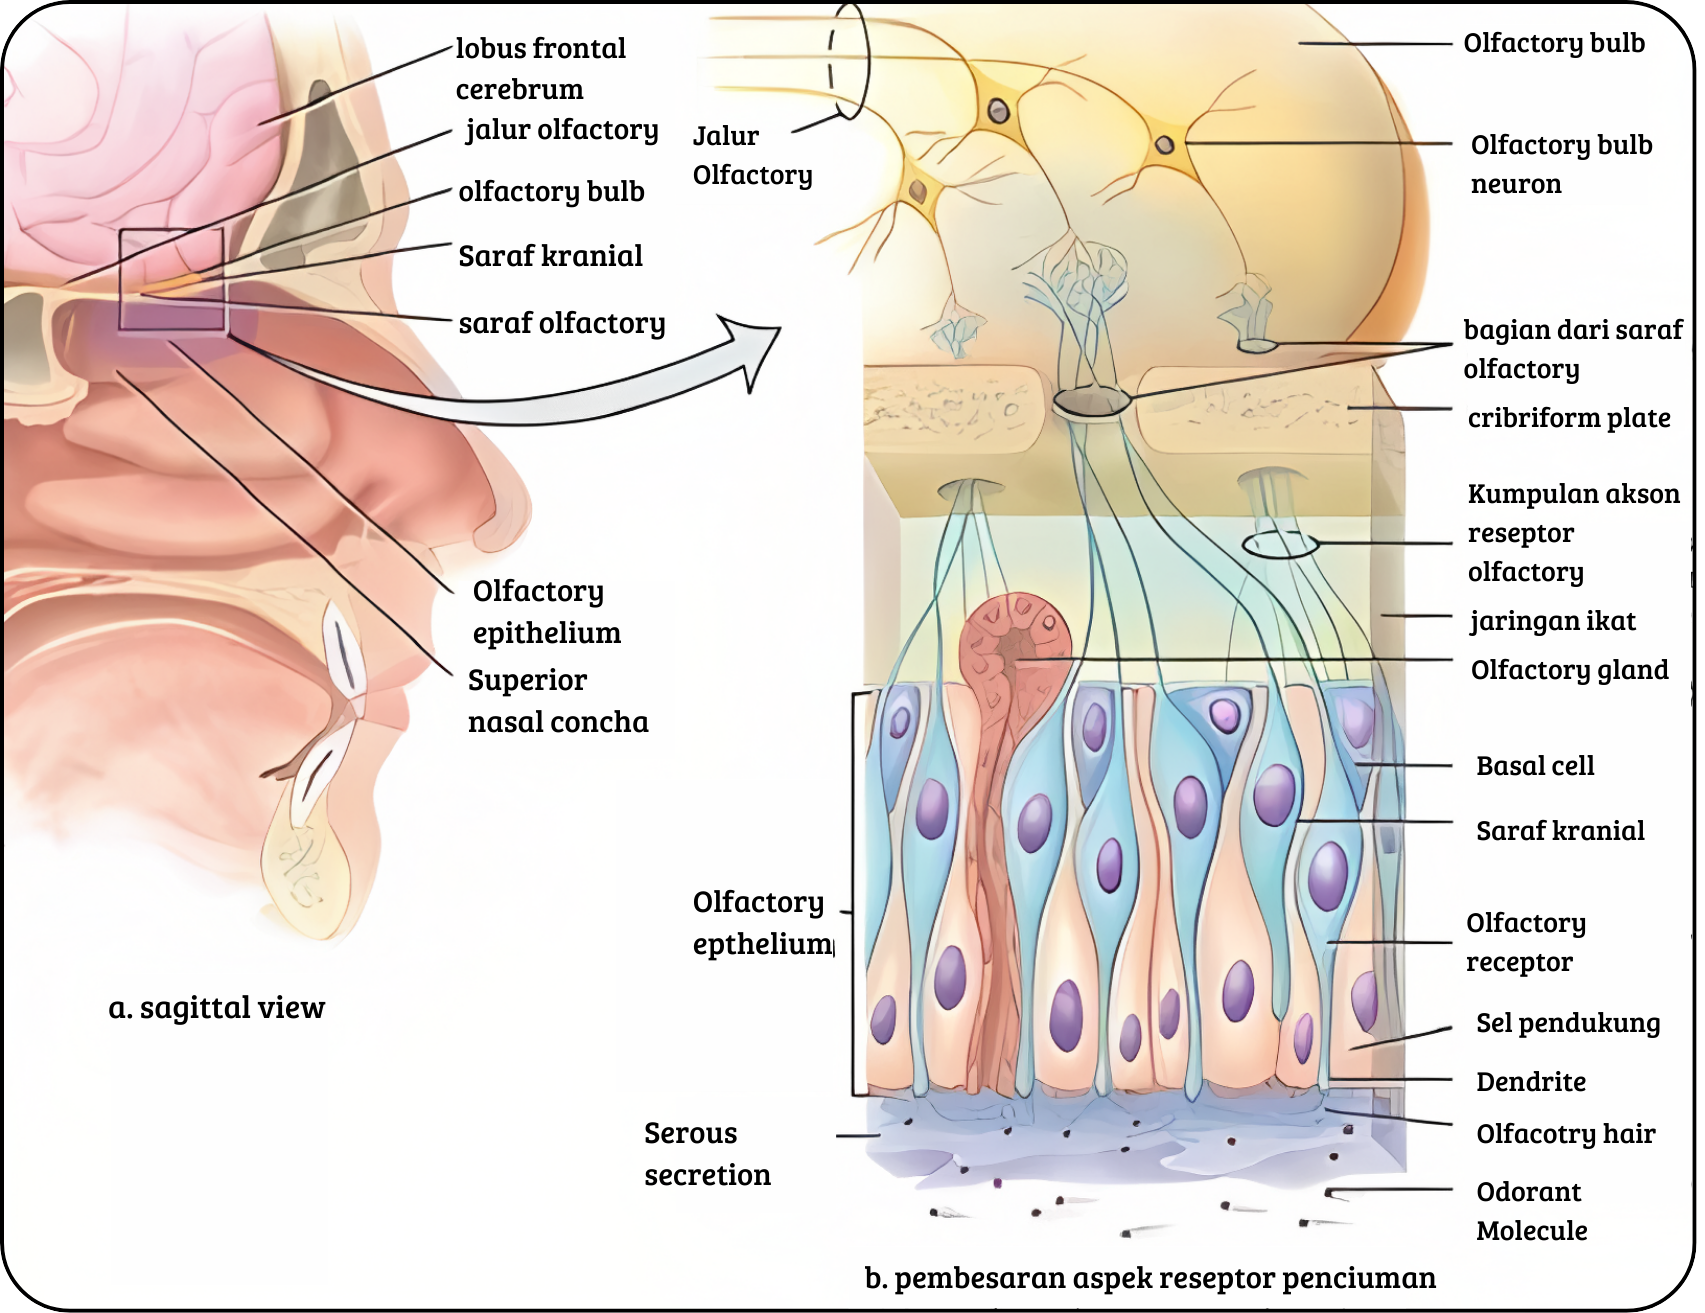 lobus frontal
cerebrum
jalur olfactory
olfactory bulb
Saraf kranial
saraf olfactory
Olfactory
epithelium
Superior
nasal concha
a. sagittal view
Jalur
Olfactory
Olfactory bulb
Olfactory bulb
neuron
bagian dari saraf
olfactory
cribriform plate
Kumpulan akson
reseptor
olfactory
jaringan ikat
Olfactory gland
Basal cell
Saraf kranial
Olfactory
receptor
Sel pendukung
Dendrite
Olfacotry hair
Odorant
Molecule
Olfactory
epthelium
Serous
secretion
b. pembesaran aspek reseptor penciuman